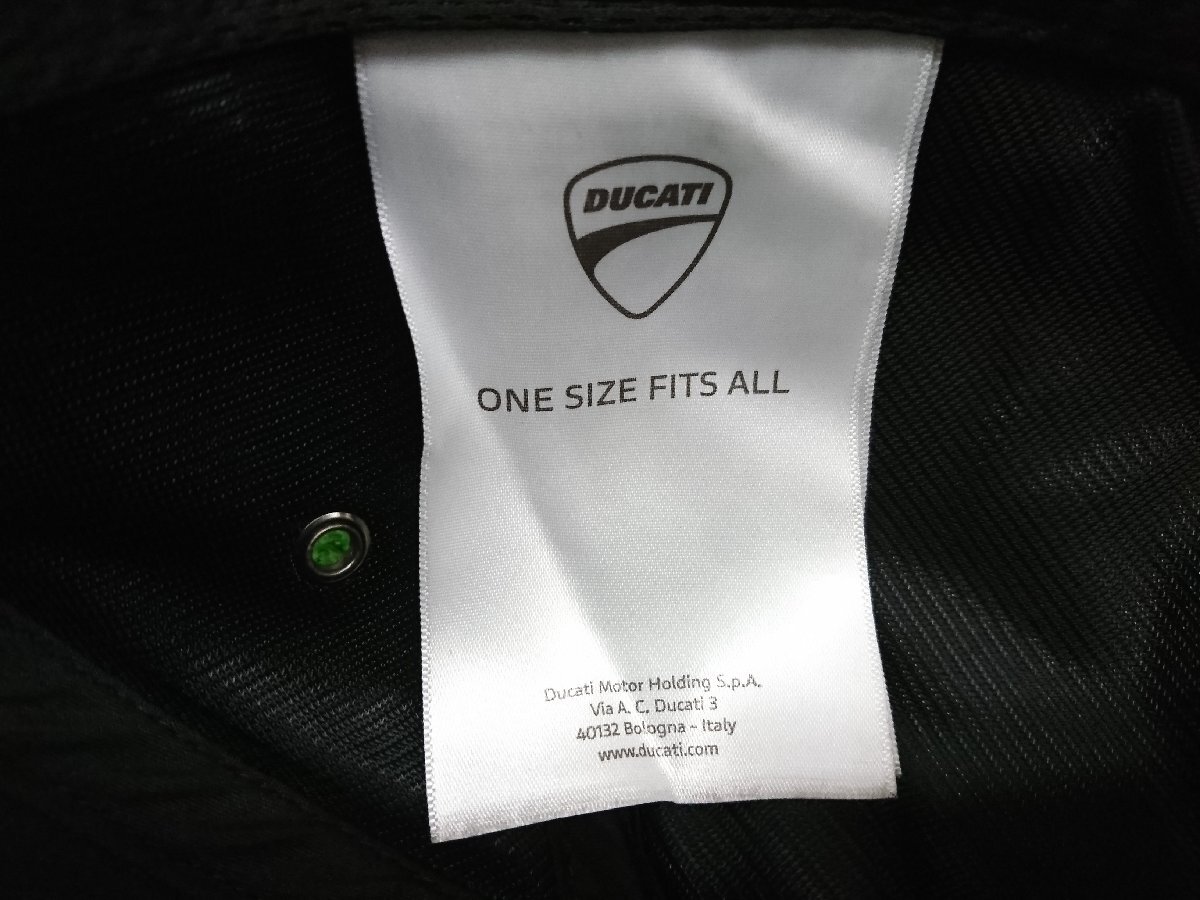 DUCATI
ONE SIZE FITS ALL
Ducati Motor Holding S.p.A.
Via A. C. Ducati 3
40132 Bologna - Italy
www.ducati.com